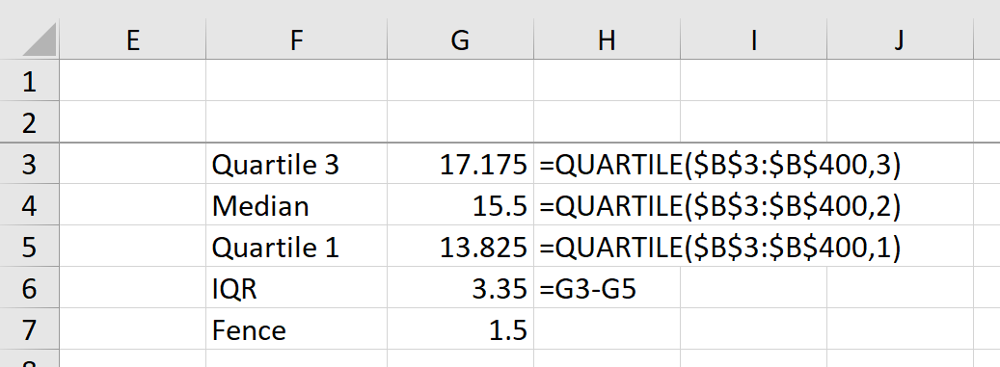 E F G H I J
1
2
3 Quartile 3 17.175 =QUARTILE($B$3:$B$400,3)
4 Median 15.5 =QUARTILE($B$3:$B$400,2)
5 Quartile 1 13.825 =QUARTILE($B$3:$B$400,1)
6 IQR 3.35 =G3-G5
7 Fence 1.5